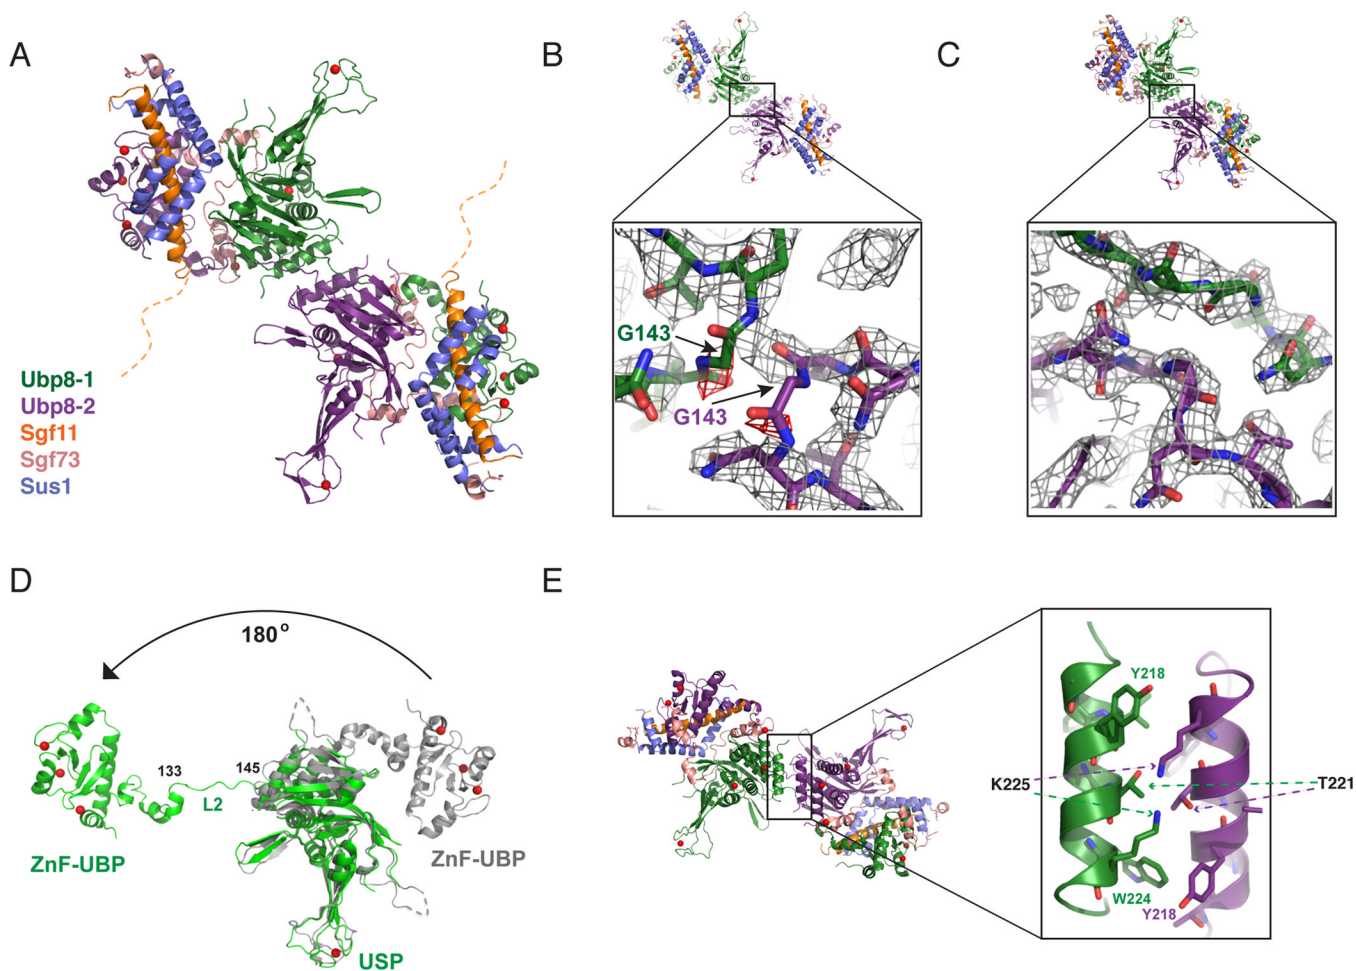 A
B
C
Ubp8-1
Ubp8-2
Sgf11
Sgf73
Sus1
G143
G143
D
E
180°
133
145
L2
ZnF-UBP
ZnF-UBP
USP
Y218
K225
T221
W224
Y218